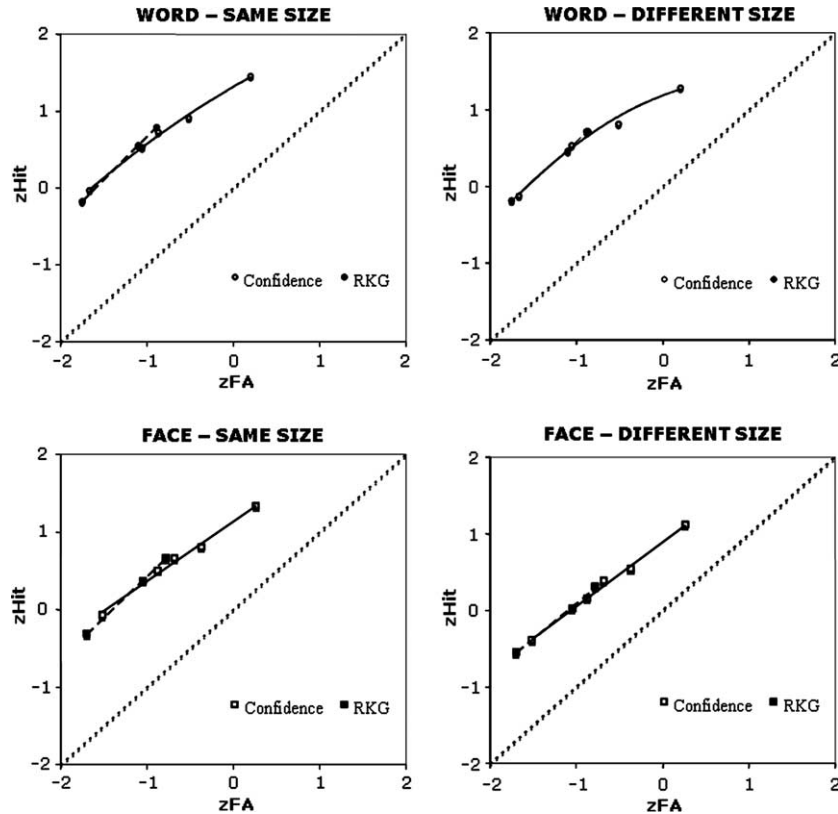 WORD – SAME SIZE
2
1
0
-1
-2
zHit
Confidence RKG
-2 -1 0 1 2
zFA
WORD – DIFFERENT SIZE
2
1
0
-1
-2
zHit
Confidence RKG
-2 -1 0 1 2
zFA
FACE – SAME SIZE
2
1
0
-1
-2
zHit
Confidence RKG
-2 -1 0 1 2
zFA
FACE – DIFFERENT SIZE
2
1
0
-1
-2
zHit
Confidence RKG
-2 -1 0 1 2
zFA